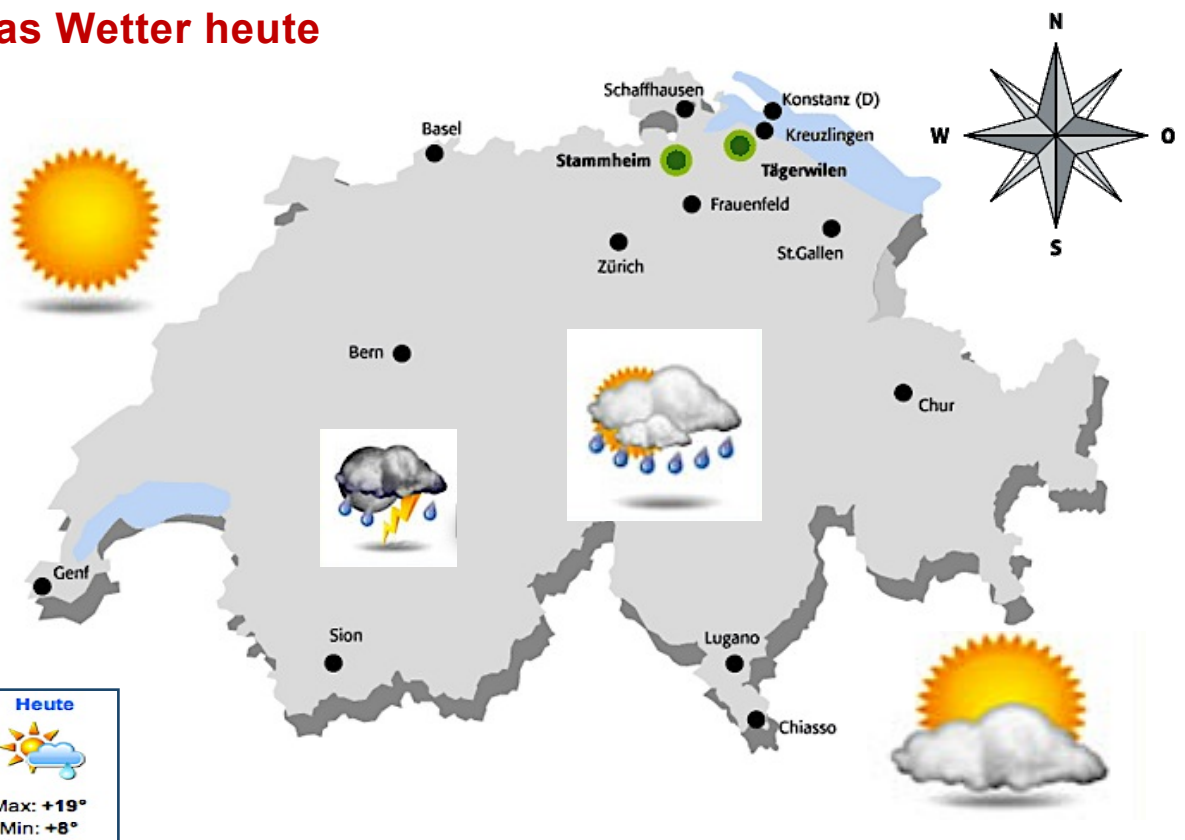 as Wetter heute
N
W
O
S
Schaffhausen
Konstanz (D)
Kreuzlingen
Basel
Stammheim
Tägerwilen
Frauenfeld
St.Gallen
Zürich
Bern
Chur
Genf
Sion
Lugano
Chiasso
Heute
Max: +19°
Min: +8°